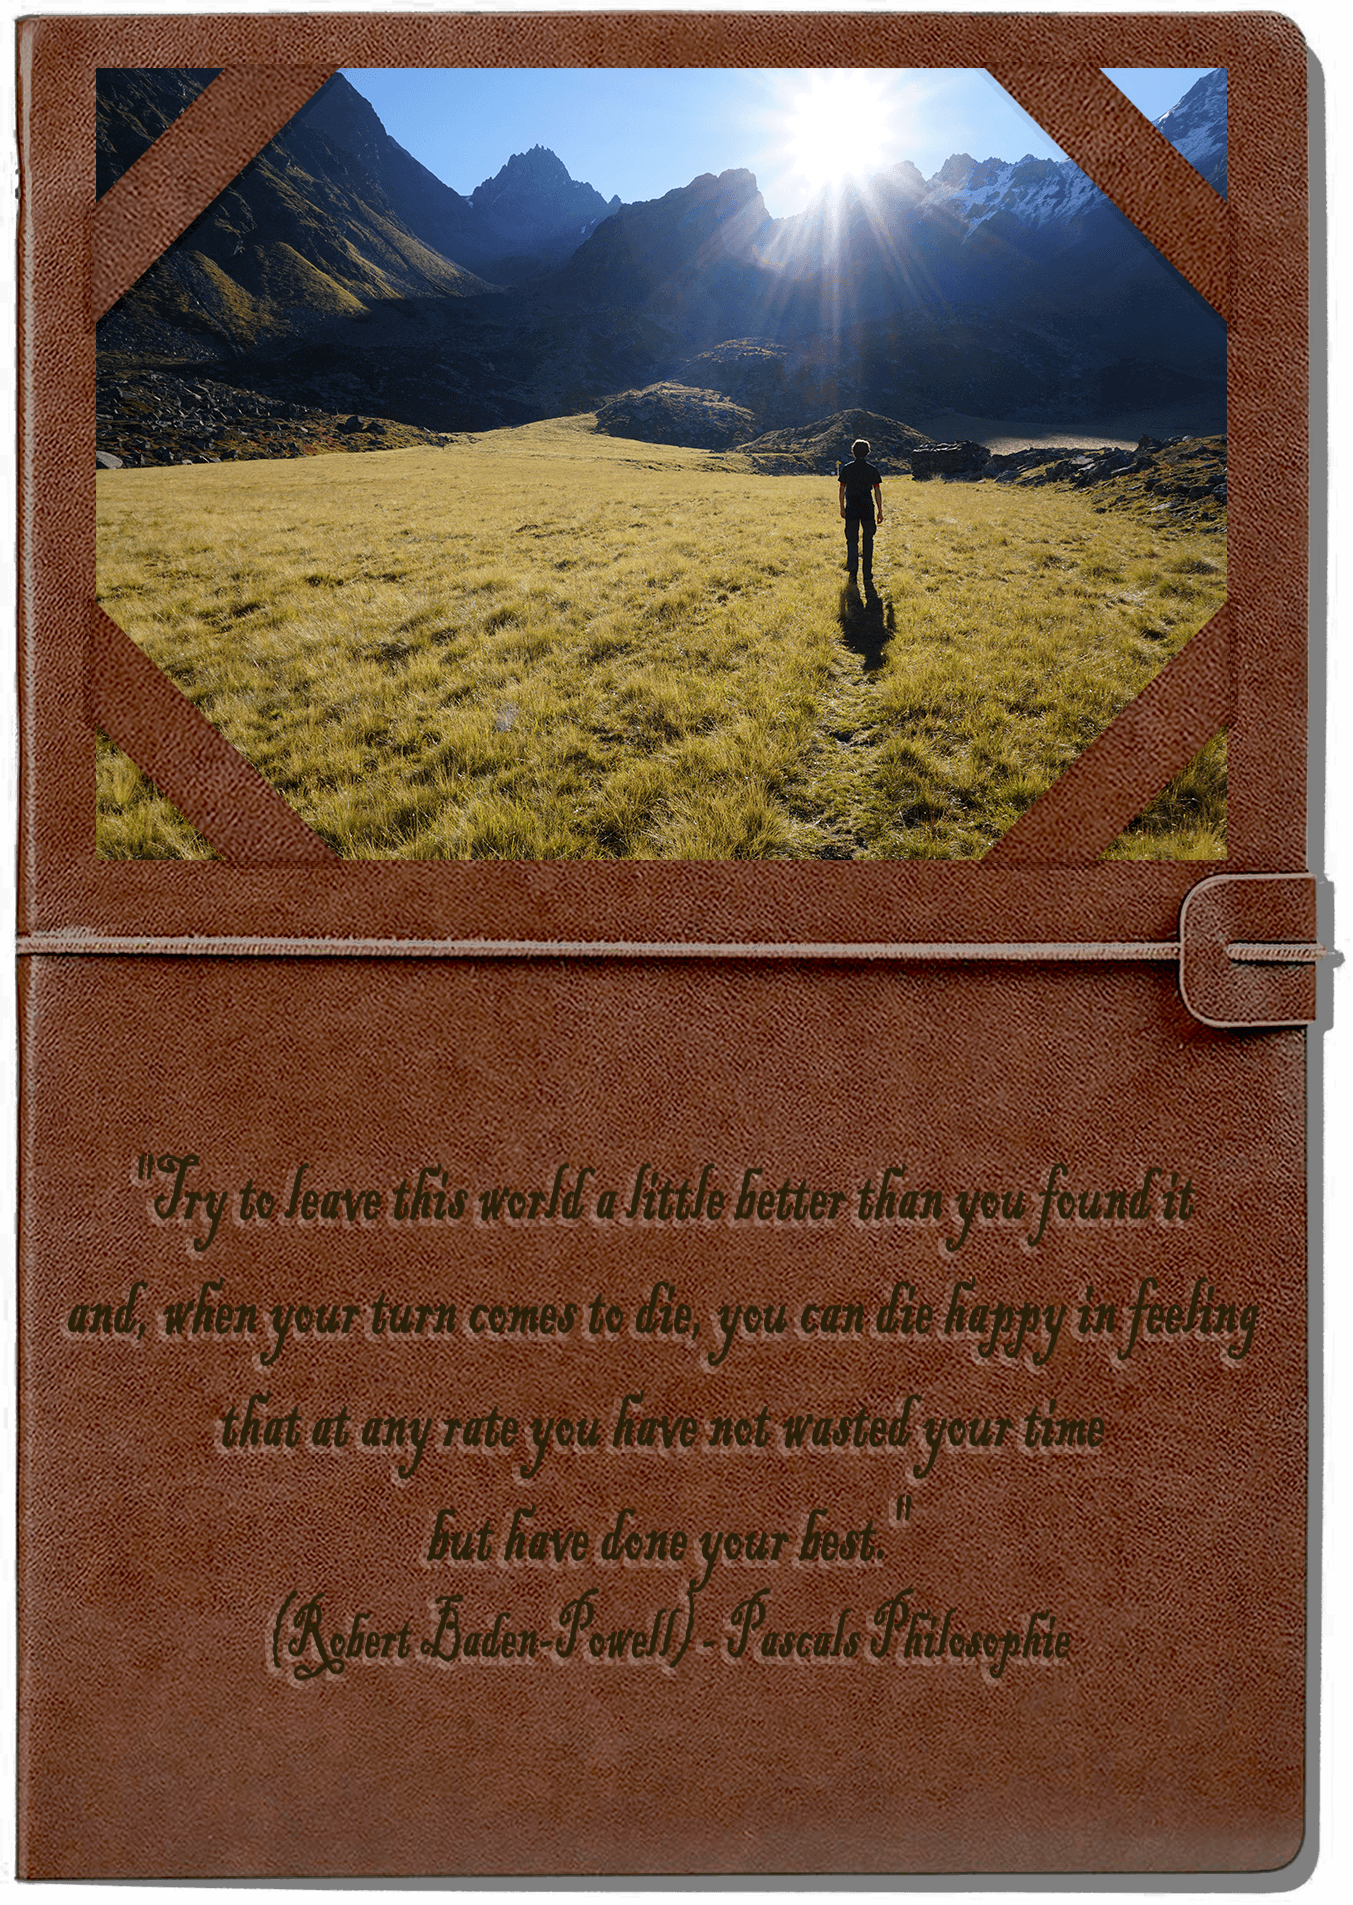 "Try to leave this world a little better than you found it
and, when your turn comes to die, you can die happy in feeling
that at any rate you have not wasted your time
but have done your best."
(Robert Baden-Powell) - Pascals Philosophie